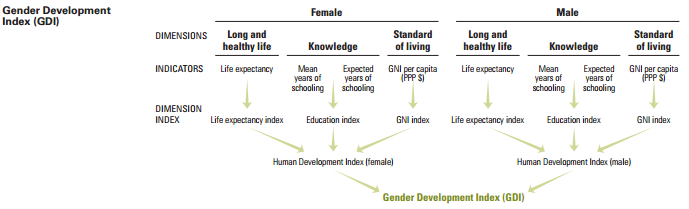 Gender Development
Index (GDI)
Female Male
DIMENSIONS Long and healthy life Knowledge Standard of living Long and healthy life Knowledge Standard of living
INDICATORS Life expectancy Mean years of schooling Expected years of schooling GNI per capita (PPP $) Life expectancy Mean years of schooling Expected years of schooling GNI per capita (PPP $)
DIMENSION INDEX Life expectancy index Education index GNI index Life expectancy index Education index GNI index
Human Development Index (female) Human Development Index (male)
Gender Development Index (GDI)